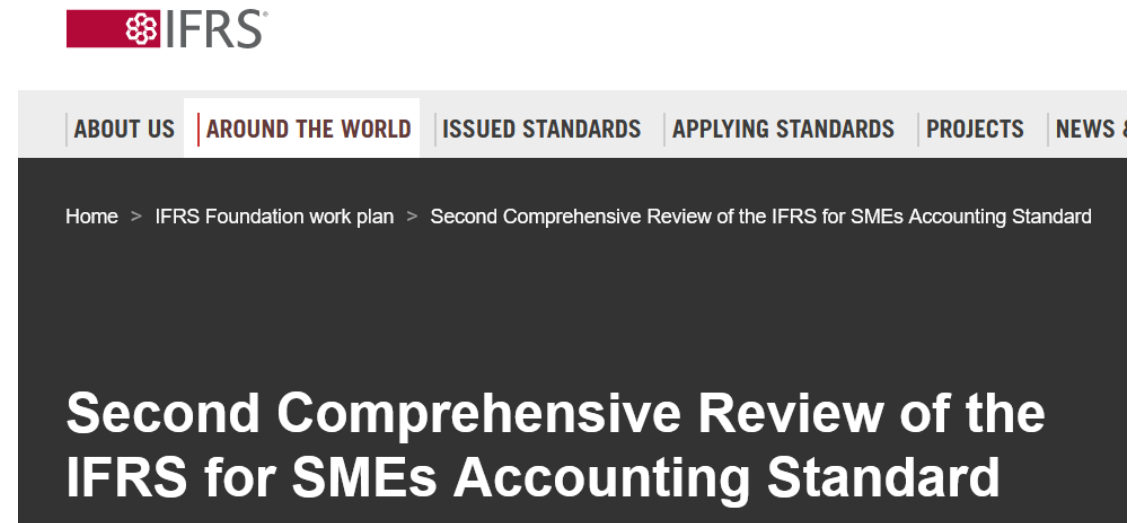 IFRS®
ABOUT US AROUND THE WORLD ISSUED STANDARDS APPLYING STANDARDS PROJECTS NEWS &
Home > IFRS Foundation work plan > Second Comprehensive Review of the IFRS for SMEs Accounting Standard
Second Comprehensive Review of the
IFRS for SMEs Accounting Standard